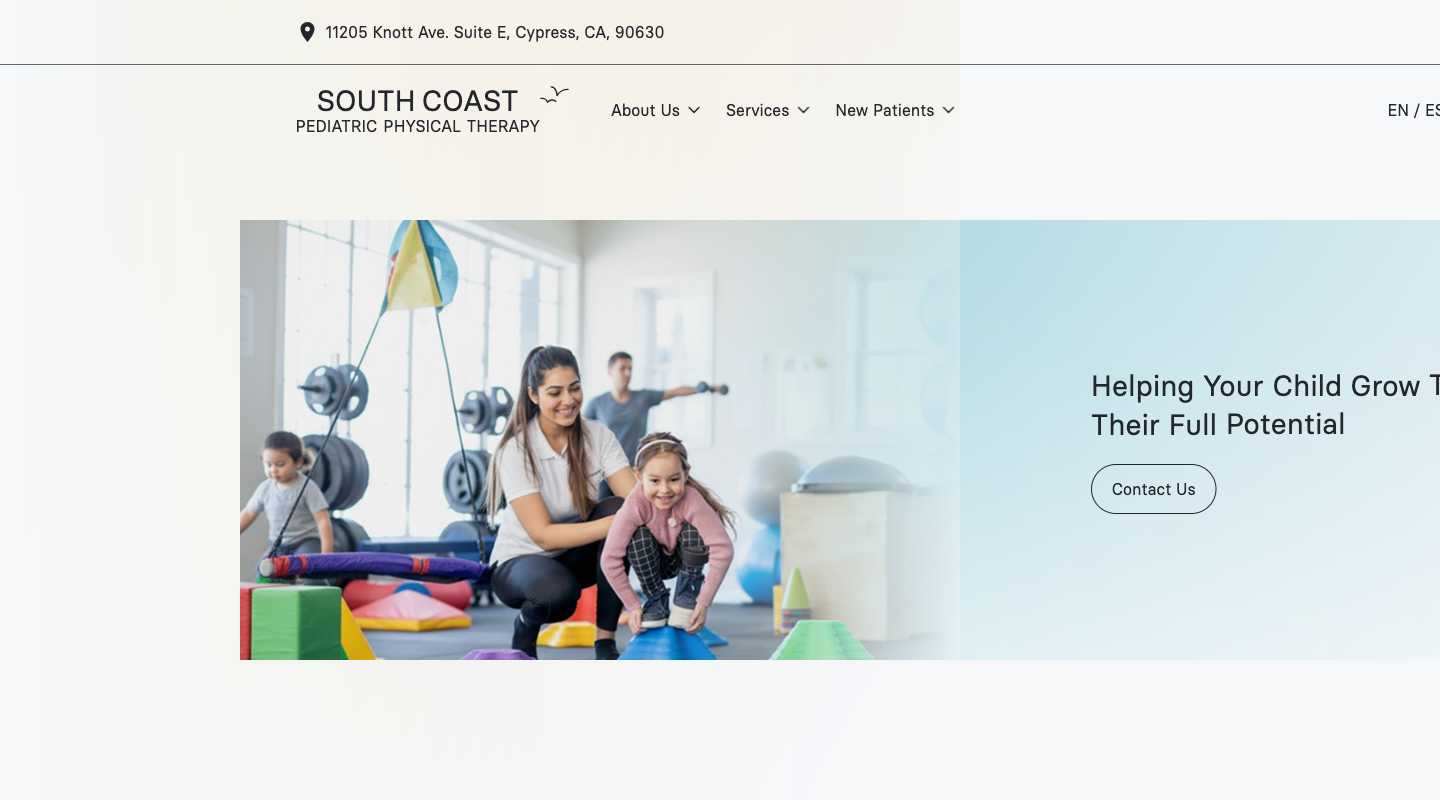 11205 Knott Ave. Suite E, Cypress, CA, 90630
SOUTH COAST
PEDIATRIC PHYSICAL THERAPY
About Us
Services
New Patients
EN / ES
Helping Your Child Grow T
Their Full Potential
Contact Us